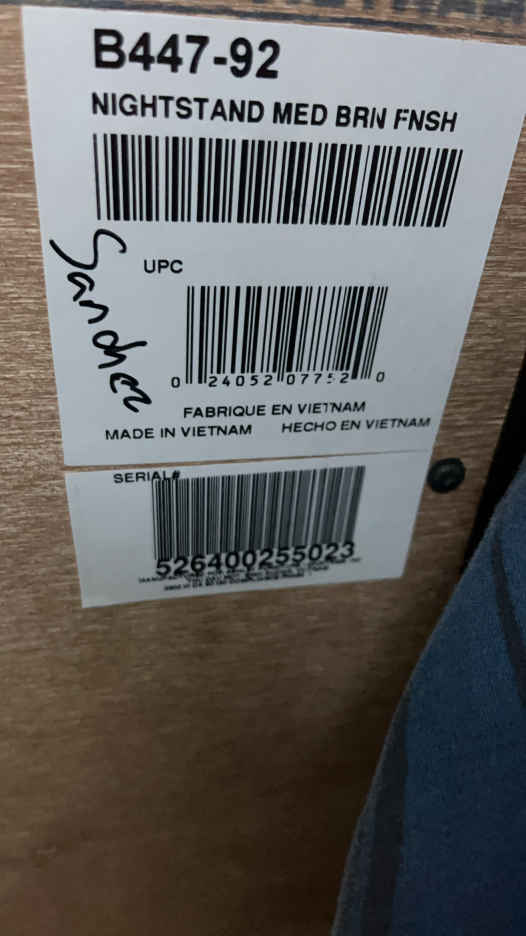 B447-92
NIGHTSTAND MED BRN FNSH
Sanchez
UPC
0 24052 07752 0
FABRIQUE EN VIETNAM
MADE IN VIETNAM HECHO EN VIETNAM
SERIAL#
526400255023